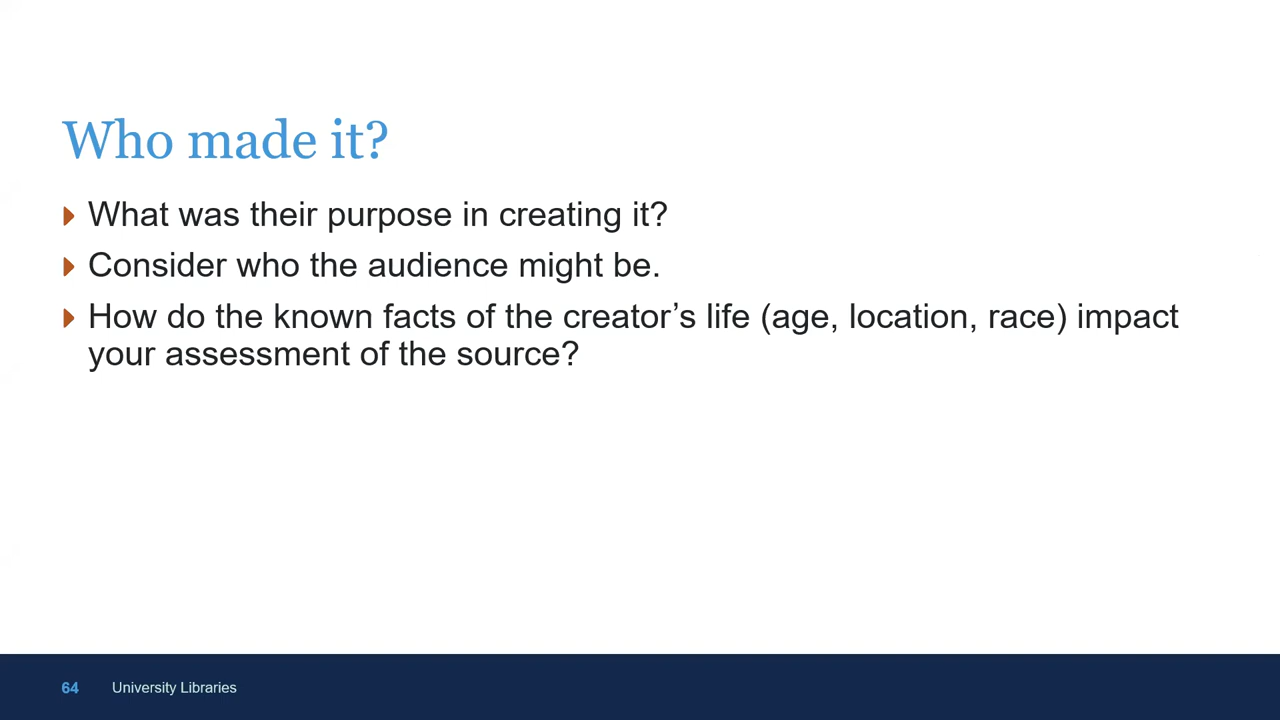 Who made it?
What was their purpose in creating it?
Consider who the audience might be.
How do the known facts of the creator’s life (age, location, race) impact
your assessment of the source?
64 University Libraries